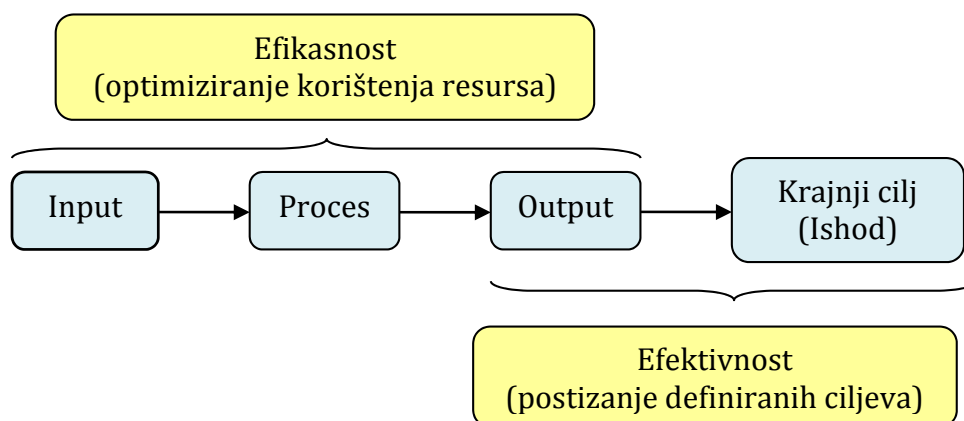 Efikasnost
(optimiziranje korištenja resursa)
Input
Proces
Output
Krajnji cilj
(Ishod)
Efektivnost
(postizanje definiranih ciljeva)